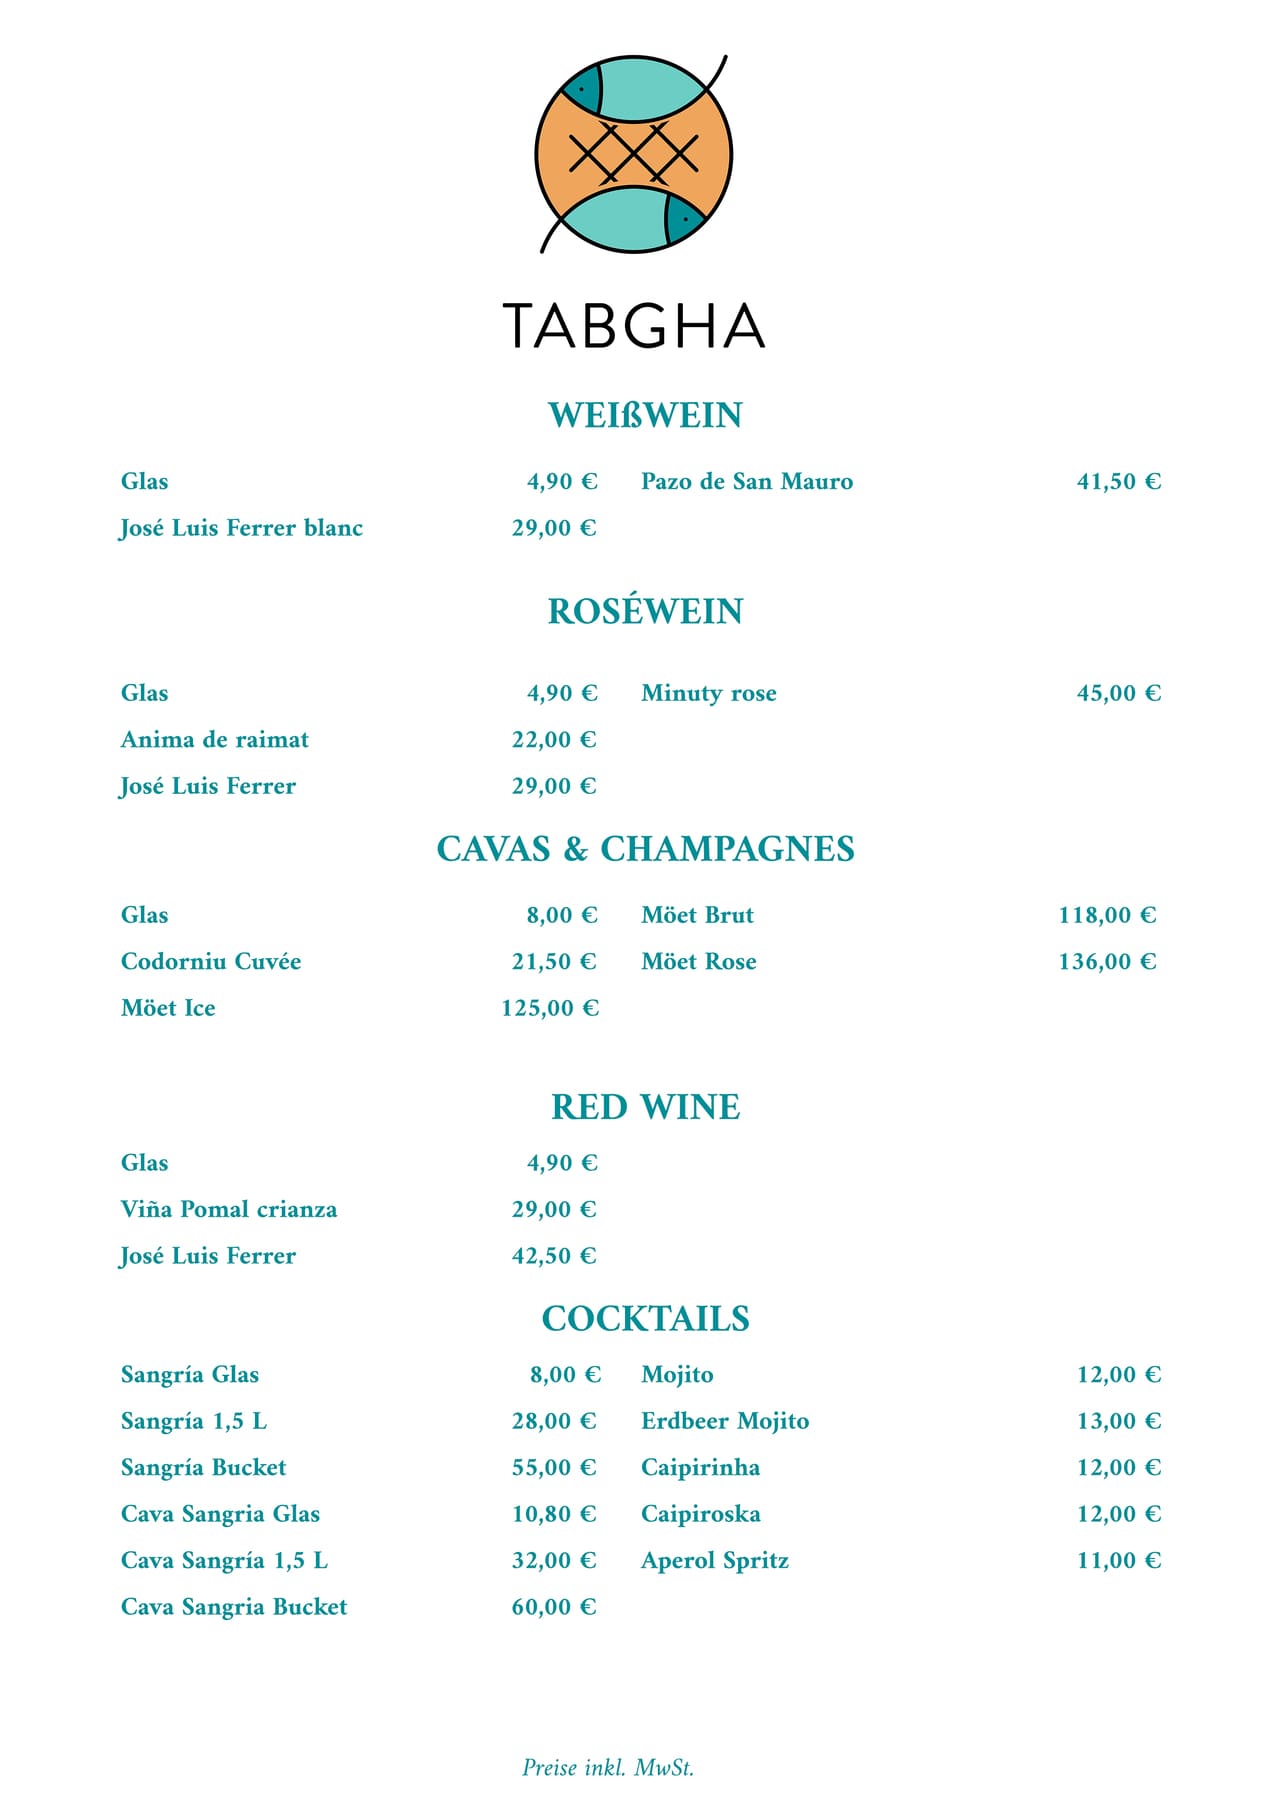 TABGHA
WEIßWEIN
Glas 4,90 € Pazo de San Mauro 41,50 €
José Luis Ferrer blanc 29,00 €
ROSÉWEIN
Glas 4,90 € Minuty rose 45,00 €
Anima de raimat 22,00 €
José Luis Ferrer 29,00 €
CAVAS & CHAMPAGNES
Glas 8,00 € Möet Brut 118,00 €
Codorniu Cuvée 21,50 € Möet Rose 136,00 €
Möet Ice 125,00 €
RED WINE
Glas 4,90 €
Viña Pomal crianza 29,00 €
José Luis Ferrer 42,50 €
COCKTAILS
Sangría Glas 8,00 € Mojito 12,00 €
Sangría 1,5 L 28,00 € Erdbeer Mojito 13,00 €
Sangría Bucket 55,00 € Caipirinha 12,00 €
Cava Sangria Glas 10,80 € Caipiroska 12,00 €
Cava Sangría 1,5 L 32,00 € Aperol Spritz 11,00 €
Cava Sangria Bucket 60,00 €
Preise inkl. MwSt.